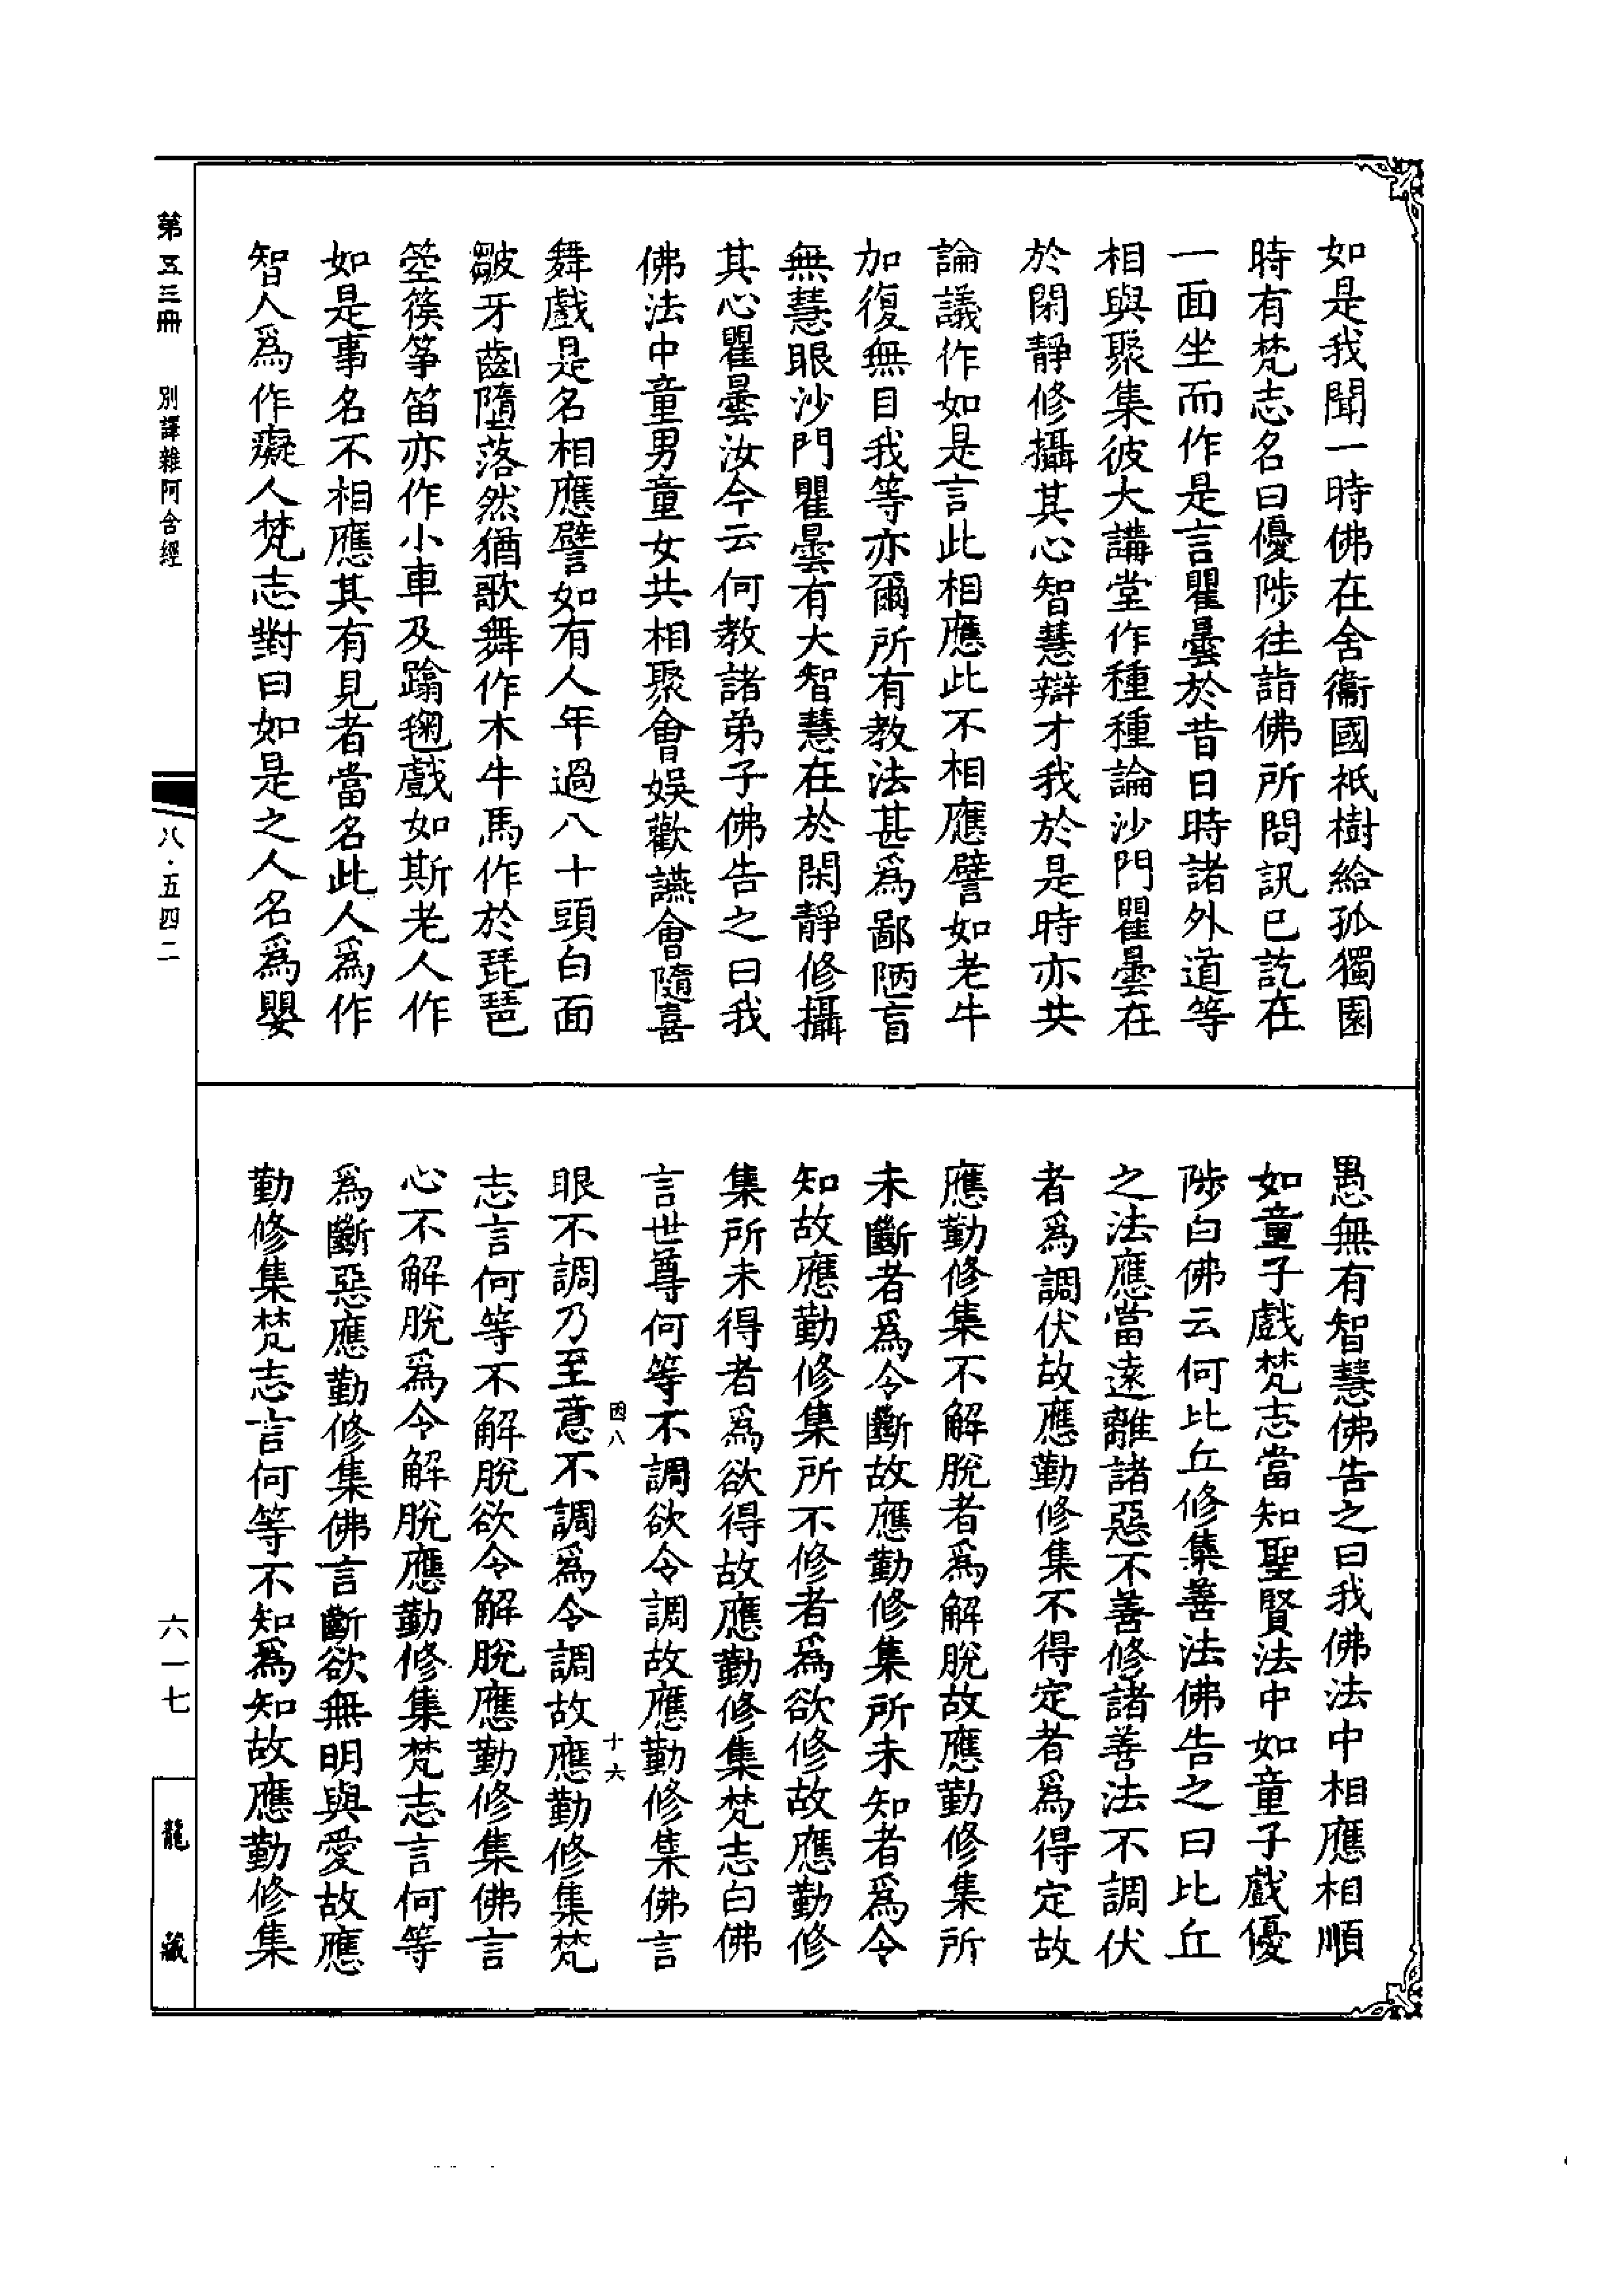 如是我聞一時佛在舍衞國祇樹給孤獨園
時有梵志名曰優陟往詣佛所問訊已訖在
一面坐而作是言瞿曇於昔日時諸外道等
相與聚集彼大講堂作種種論沙門瞿曇在
於閑靜修攝其心智慧辯才我於是時亦共
論議作如是言此相應此不相應譬如老牛
加復無目我等亦爾所有教法甚爲鄙陋盲
無慧眼沙門瞿曇有大智慧在於閑靜修攝
其心瞿曇汝今云何教諸弟子佛告之曰我
佛法中童男童女共相聚會娛歡讌會隨喜
舞戲是名相應譬如有人年過八十頭白面
皺牙齒墮落然猶歌舞作木牛馬作於琵琶
箜篌箏笛亦作小車及蹋毱戲如斯老人作
如是事名不相應其有見者當名此人爲作
智人爲作癡人梵志對曰如是之人名爲嬰
愚無有智慧佛告之曰我佛法中相應相順
如童子戲梵志當知聖賢法中如童子戲優
陟白佛云何比丘修集善法佛告之曰比丘
之法應當遠離諸惡不善修諸善法不調伏
者爲調伏故應勤修集不得定者爲得定故
應勤修集不解脫者爲解脫故應勤修集所
未斷者爲令斷故應勤修集所未知者爲令
知故應勤修集所不修者爲欲修故應勤修
集所未得者爲欲得故應勤修集梵志白佛
言世尊何等不調欲令調故應勤修集佛言
因八
十六
眼不調乃至意不調爲令調故應勤修集梵
志言何等不解脫欲令解脫應勤修集佛言
心不解脫爲令解脫應勤修集梵志言何等
爲斷惡應勤修集佛言斷欲無明與愛故應
勤修集梵志言何等不知爲知故應勤修集
第五三冊
別譯雜阿含經
八·五四二
六一七
龍藏